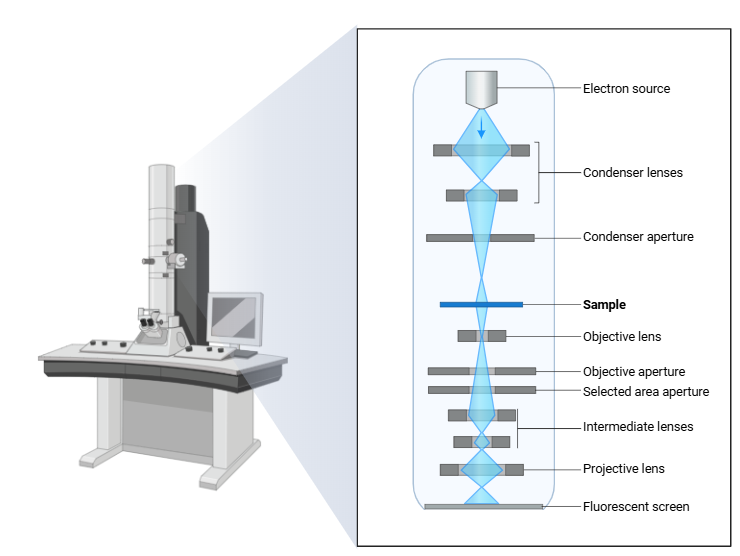 Electron source
Condenser lenses
Condenser aperture
Sample
Objective lens
Objective aperture
Selected area aperture
Intermediate lenses
Projective lens
Fluorescent screen